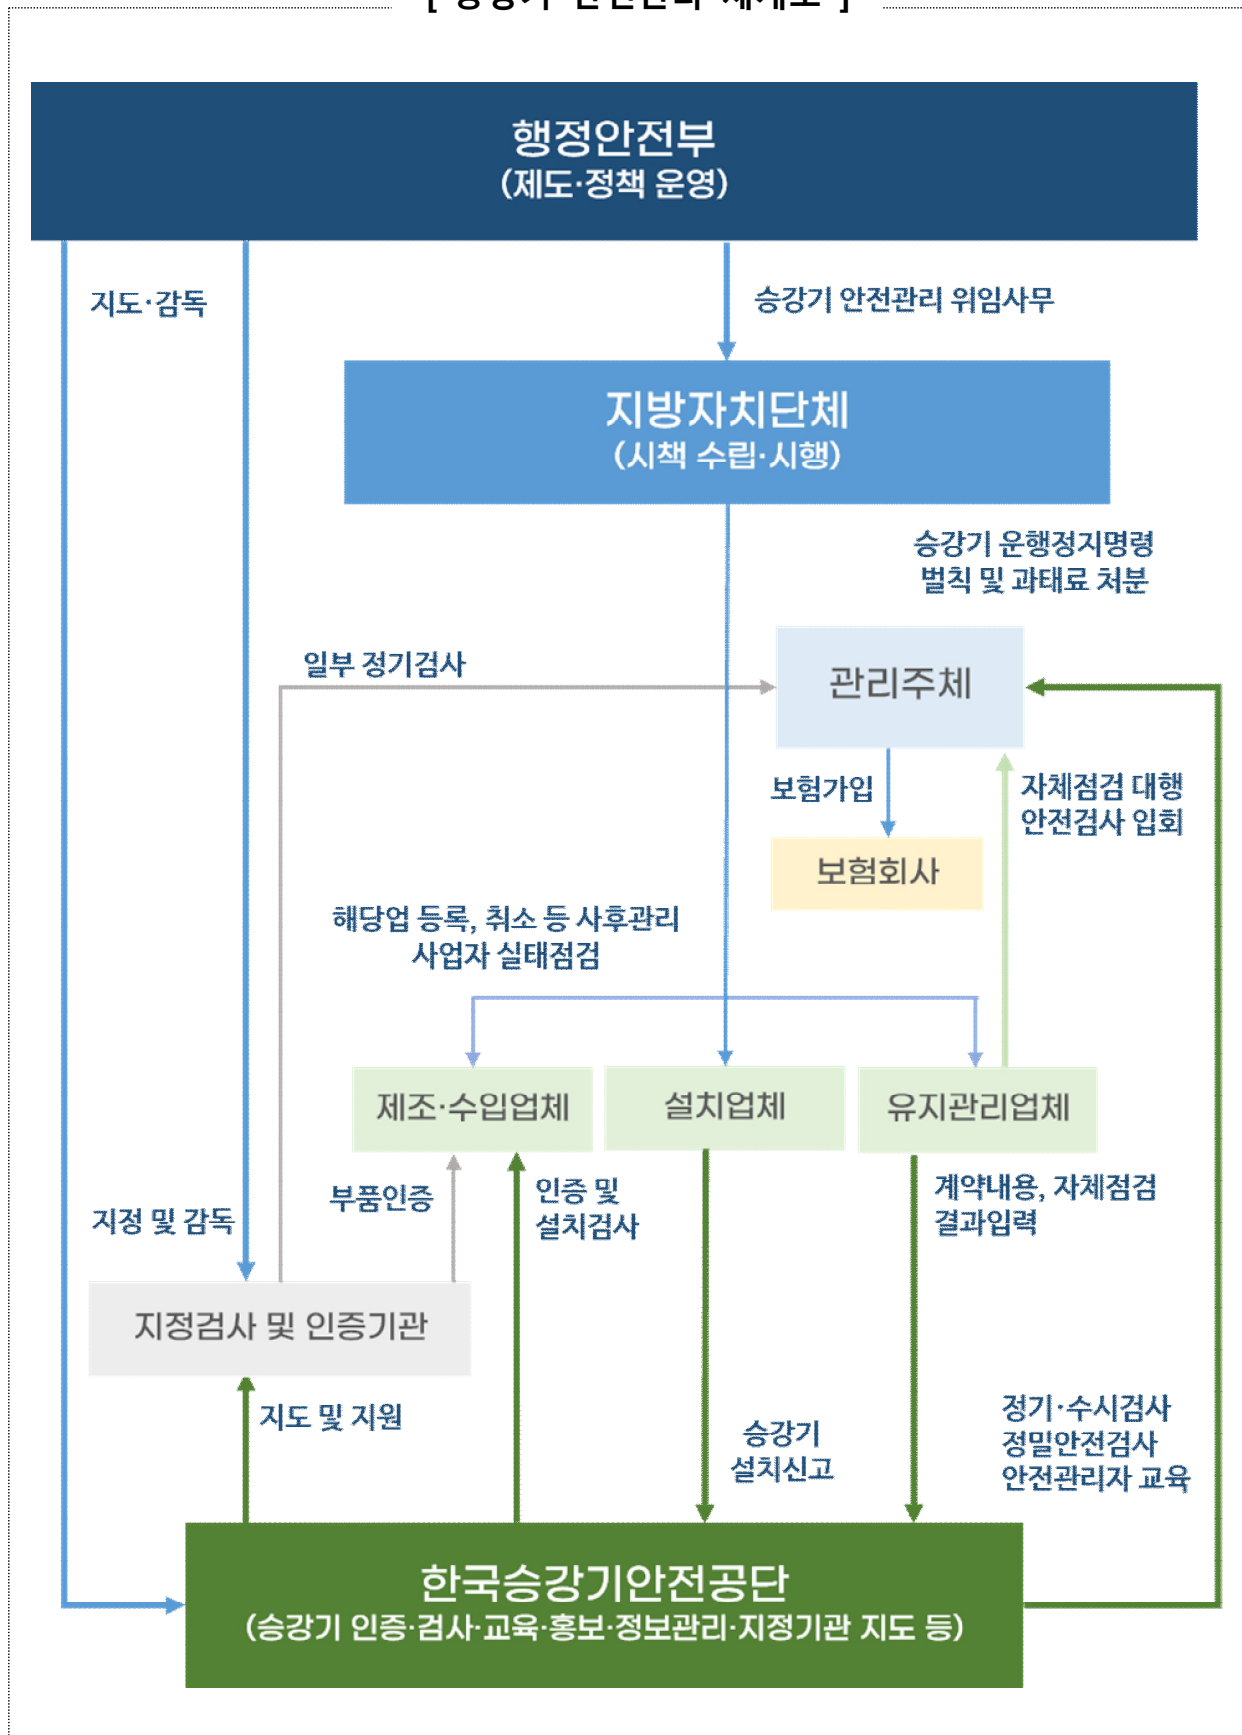 행정안전부
(제도·정책 운영)
지도·감독
승강기 안전관리 위임사무
지방자치단체
(시책 수립·시행)
승강기 운행정지명령
벌칙 및 과태료 처분
일부 정기검사
관리주체
보험가입
자체점검 대행
안전검사 입회
보험회사
해당업 등록, 취소 등 사후관리
사업자 실태점검
제조·수입업체
설치업체
유지관리업체
부품인증
인증 및
설치검사
계약내용, 자체점검
결과입력
지정 및 감독
지정검사 및 인증기관
지도 및 지원
승강기
설치신고
정기·수시검사
정밀안전검사
안전관리자 교육
한국승강기안전공단
(승강기 인증·검사·교육·홍보·정보관리·지정기관 지도 등)